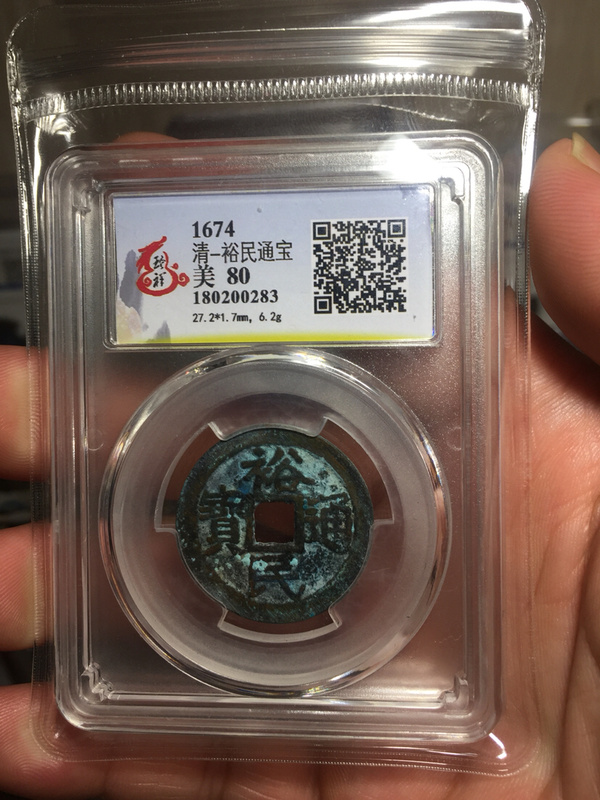 1674
清-裕民通宝
美 80
180200283
27.2*1.7mm, 6.2g
裕
寶 通
民